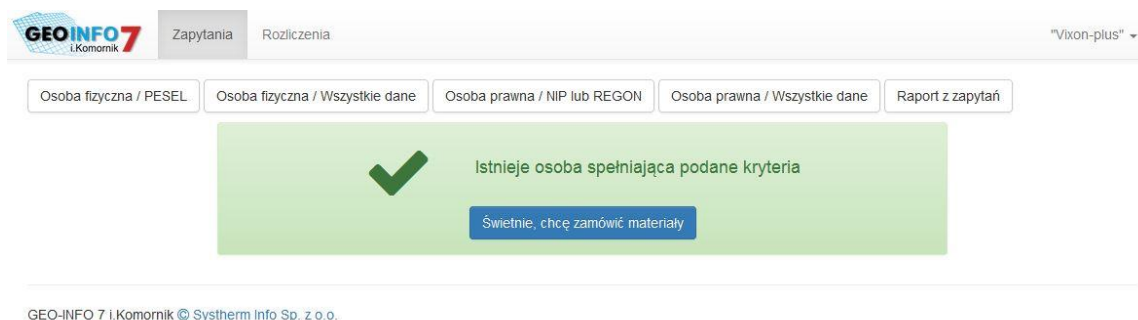 GEOINFO 7
i.Komornik
Zapytania
Rozliczenia
"Vixon-plus"
Osoba fizyczna / PESEL
Osoba fizyczna / Wszystkie dane
Osoba prawna / NIP lub REGON
Osoba prawna / Wszystkie dane
Raport z zapytań
Istnieje osoba spełniająca podane kryteria
Świetnie, chcę zamówić materiały
GEO-INFO 7 i.Komornik © Systherm Info Sp. z o.o.